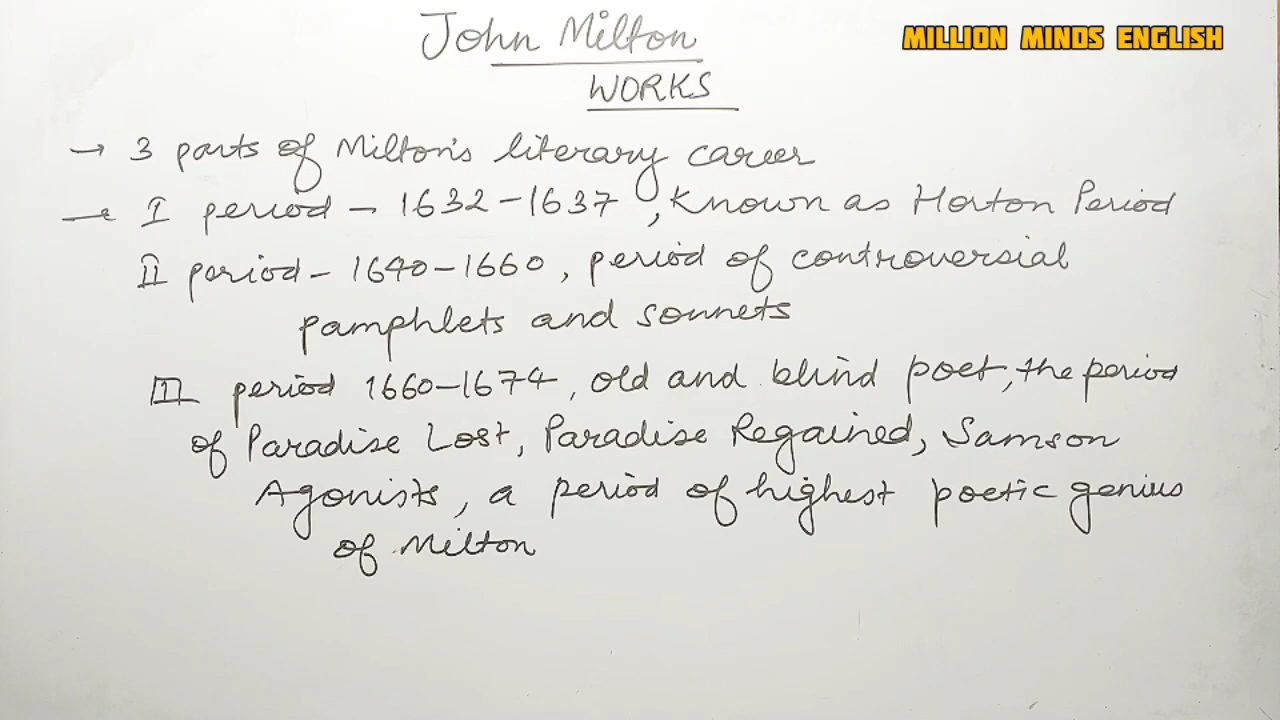 John Milton
MILLION MINDS ENGLISH
WORKS
→ 3 parts of Milton's literary career
→ I period - 1632-1637, Known as Horton Period
II period - 1640-1660, period of controversial
pamphlets and sonnets
III period 1660-1674, old and blind poet, the period
of Paradise Lost, Paradise Regained, Samson
Agonists, a period of highest poetic genius
of Milton